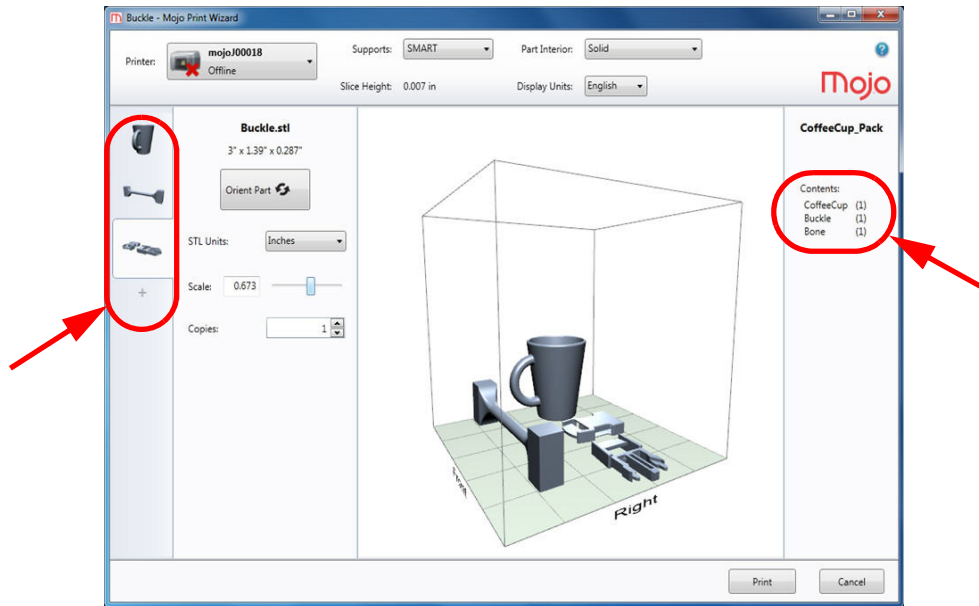 Buckle - Mojo Print Wizard
Printer:
mojoJ00018
Offline
Supports:
SMART
Part Interior:
Solid
Slice Height:
0.007 in
Display Units:
English
Mojo
Buckle.stl
3" x 1.39" x 0.287"
Orient Part
STL Units:
Inches
Scale:
0.673
Copies:
1
+
Right
CoffeeCup_Pack
Contents:
CoffeeCup (1)
Buckle (1)
Bone (1)
Print
Cancel